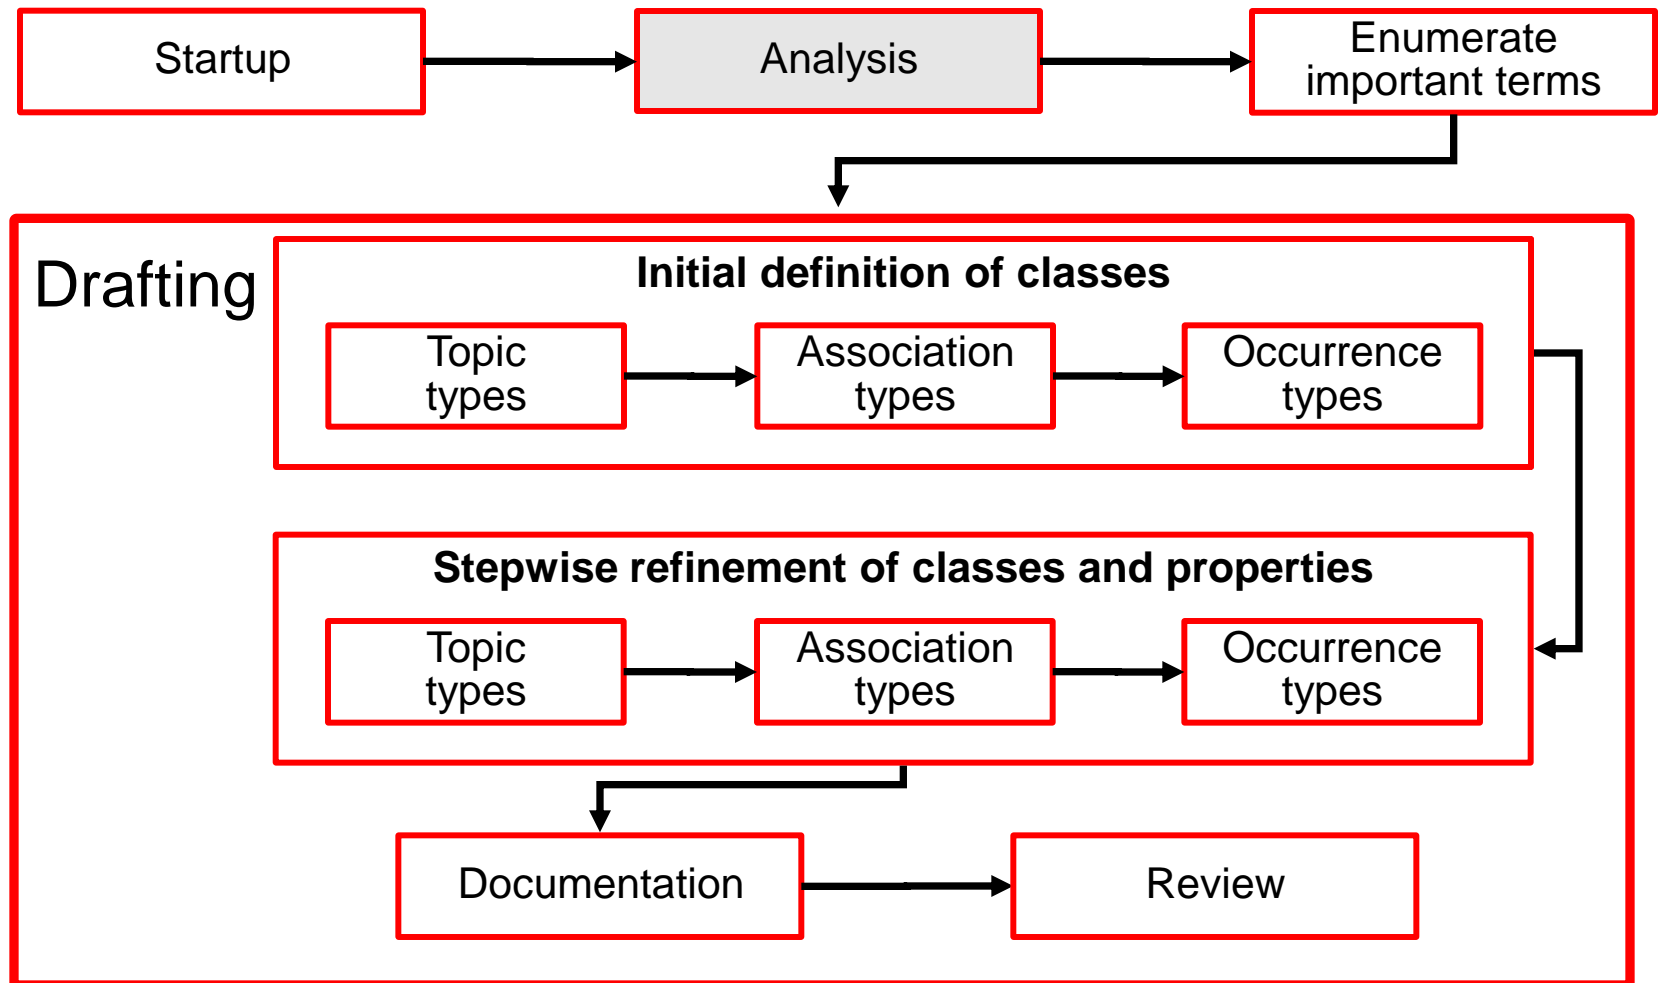 Startup
Analysis
Enumerate
important terms
Drafting
Initial definition of classes
Topic
types
Association
types
Occurrence
types
Stepwise refinement of classes and properties
Topic
types
Association
types
Occurrence
types
Documentation
Review